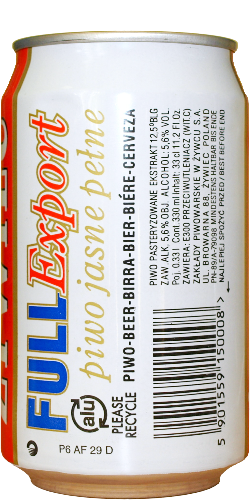 FULL Export
piwo jasne pełne
PIWO-BEER-BIRRA-BIER-BIÉRE-CERVEZA
alu
PLEASE
RECYCLE
PIWO PASTERYZOWANE EKSTRAKT 12,5°BLG
ZAW. ALK. 5,6% OBJ. ALCOHOL: 5,6% VOL.
Poj. 0,33 l Cont. 330 ml Inhalt: 33 cl 11,2 Fl Oz
ZAWIERA: E300 PRZECIWUTLENIACZ (WIT.C)
ZAKŁADY PIWOWARSKIE W ŻYWCU S.A.
UL. BROWARNA 88, ŻYWIEC, POLAND
PN-89/A-79098 MINDESTENS HALTBAR BIS ENDE
NAJLEPIEJ SPOŻYĆ PRZED / BEST BEFORE END
5 901559 150008
P6 AF 29 D